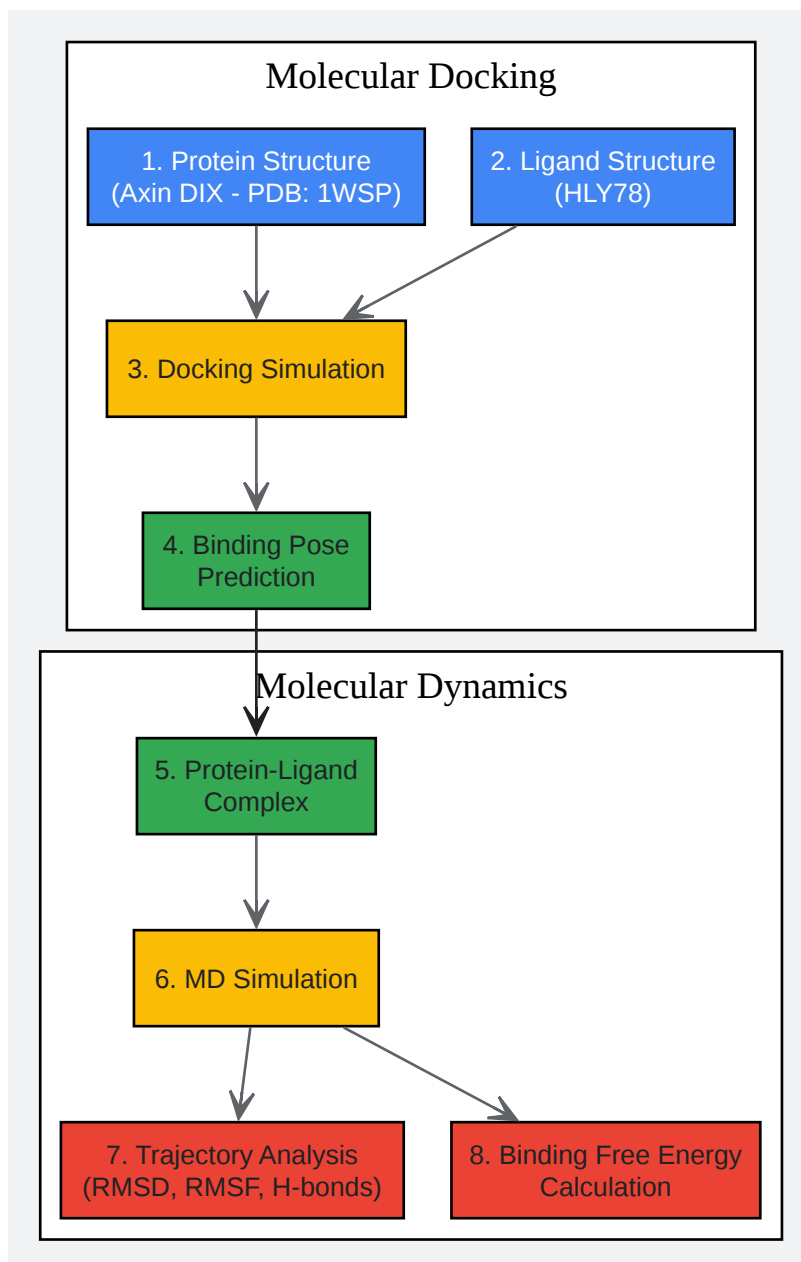 Molecular Docking
1. Protein Structure
(Axin DIX - PDB: 1WSP)
2. Ligand Structure
(HLY78)
3. Docking Simulation
4. Binding Pose
Prediction
Molecular Dynamics
5. Protein-Ligand
Complex
6. MD Simulation
7. Trajectory Analysis
(RMSD, RMSF, H-bonds)
8. Binding Free Energy
Calculation